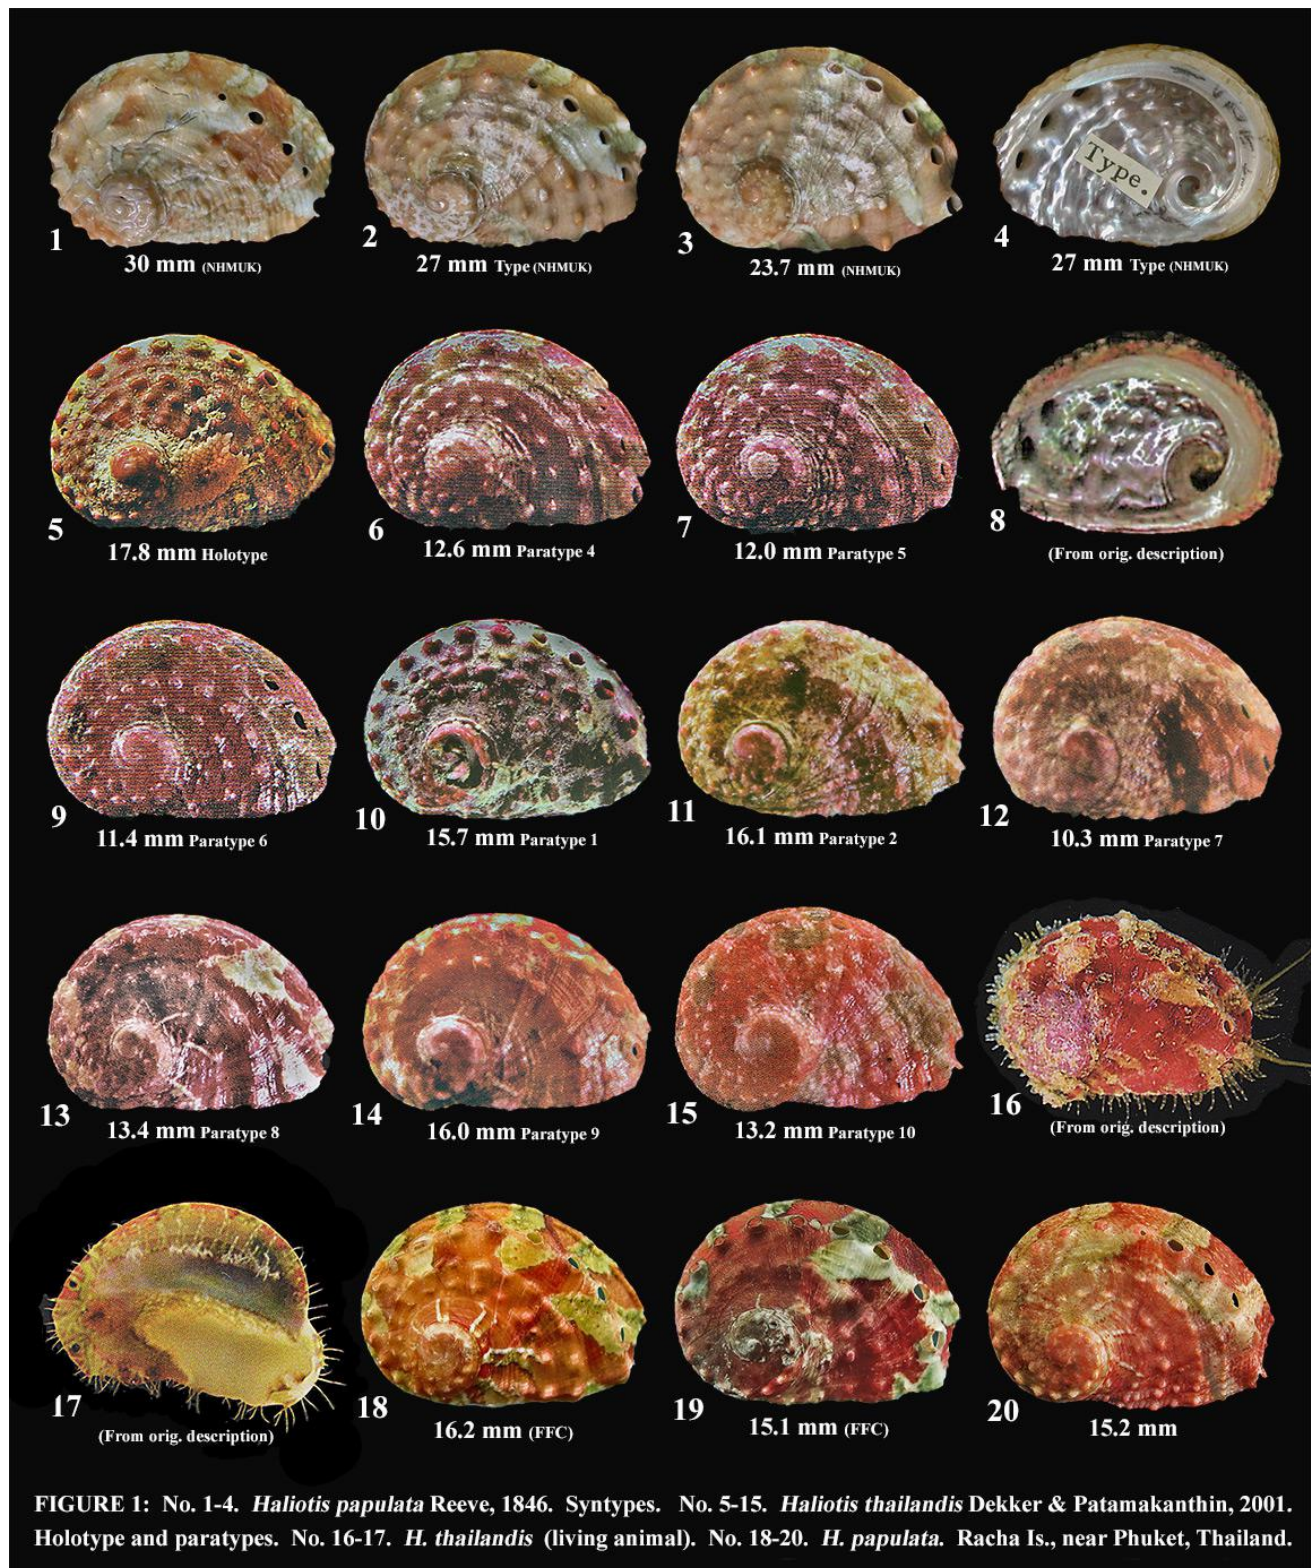 1
30 mm (NHMUK)
2
27 mm Type (NHMUK)
3
23.7 mm (NHMUK)
Type.
4
27 mm Type (NHMUK)
5
17.8 mm Holotype
6
12.6 mm Paratype 4
7
12.0 mm Paratype 5
8
(From orig. description)
9
11.4 mm Paratype 6
10
15.7 mm Paratype 1
11
16.1 mm Paratype 2
12
10.3 mm Paratype 7
13
13.4 mm Paratype 8
14
16.0 mm Paratype 9
15
13.2 mm Paratype 10
16
(From orig. description)
17
(From orig. description)
18
16.2 mm (FFC)
19
15.1 mm (FFC)
20
15.2 mm
FIGURE 1: No. 1-4. Haliotis papulata Reeve, 1846. Syntypes. No. 5-15. Haliotis thailandis Dekker & Patamakanthin, 2001.
Holotype and paratypes. No. 16-17. H. thailandis (living animal). No. 18-20. H. papulata. Racha Is., near Phuket, Thailand.